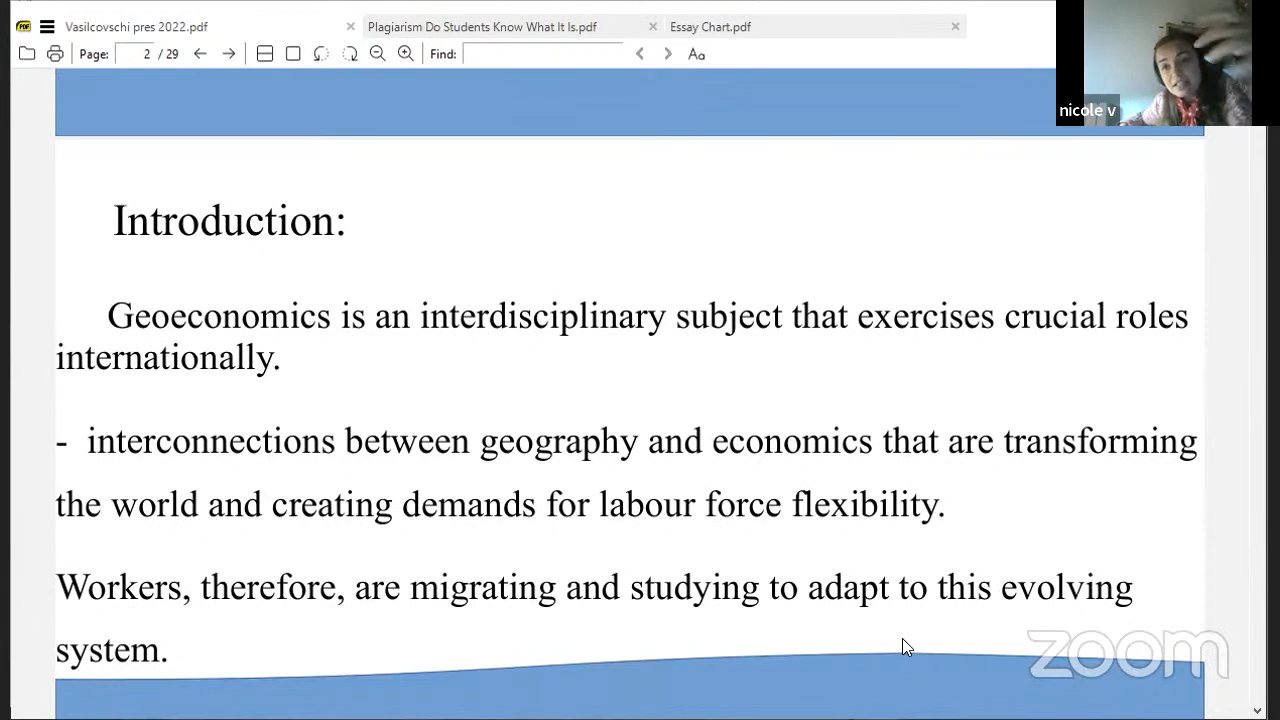 Vasilcovschi pres 2022.pdf
Plagiarism Do Students Know What It Is.pdf
Essay Chart.pdf
Page: 2 / 29
Find:
Aa
nicole v
Introduction:
Geoeconomics is an interdisciplinary subject that exercises crucial roles
internationally.
- interconnections between geography and economics that are transforming
the world and creating demands for labour force flexibility.
Workers, therefore, are migrating and studying to adapt to this evolving
system.
zoom